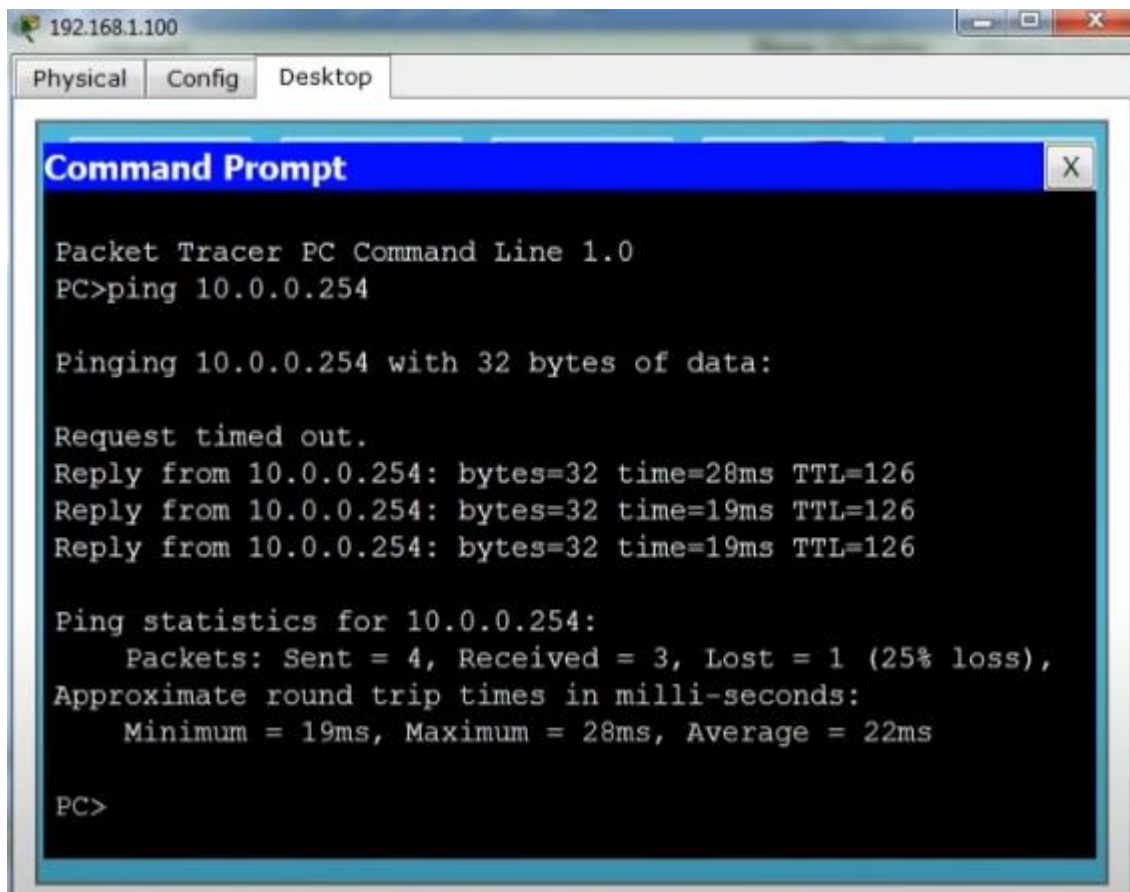 192.168.1.100
Physical Config Desktop
Command Prompt X
Packet Tracer PC Command Line 1.0
PC>ping 10.0.0.254
Pinging 10.0.0.254 with 32 bytes of data:
Request timed out.
Reply from 10.0.0.254: bytes=32 time=28ms TTL=126
Reply from 10.0.0.254: bytes=32 time=19ms TTL=126
Reply from 10.0.0.254: bytes=32 time=19ms TTL=126
Ping statistics for 10.0.0.254:
Packets: Sent = 4, Received = 3, Lost = 1 (25% loss),
Approximate round trip times in milli-seconds:
Minimum = 19ms, Maximum = 28ms, Average = 22ms
PC>